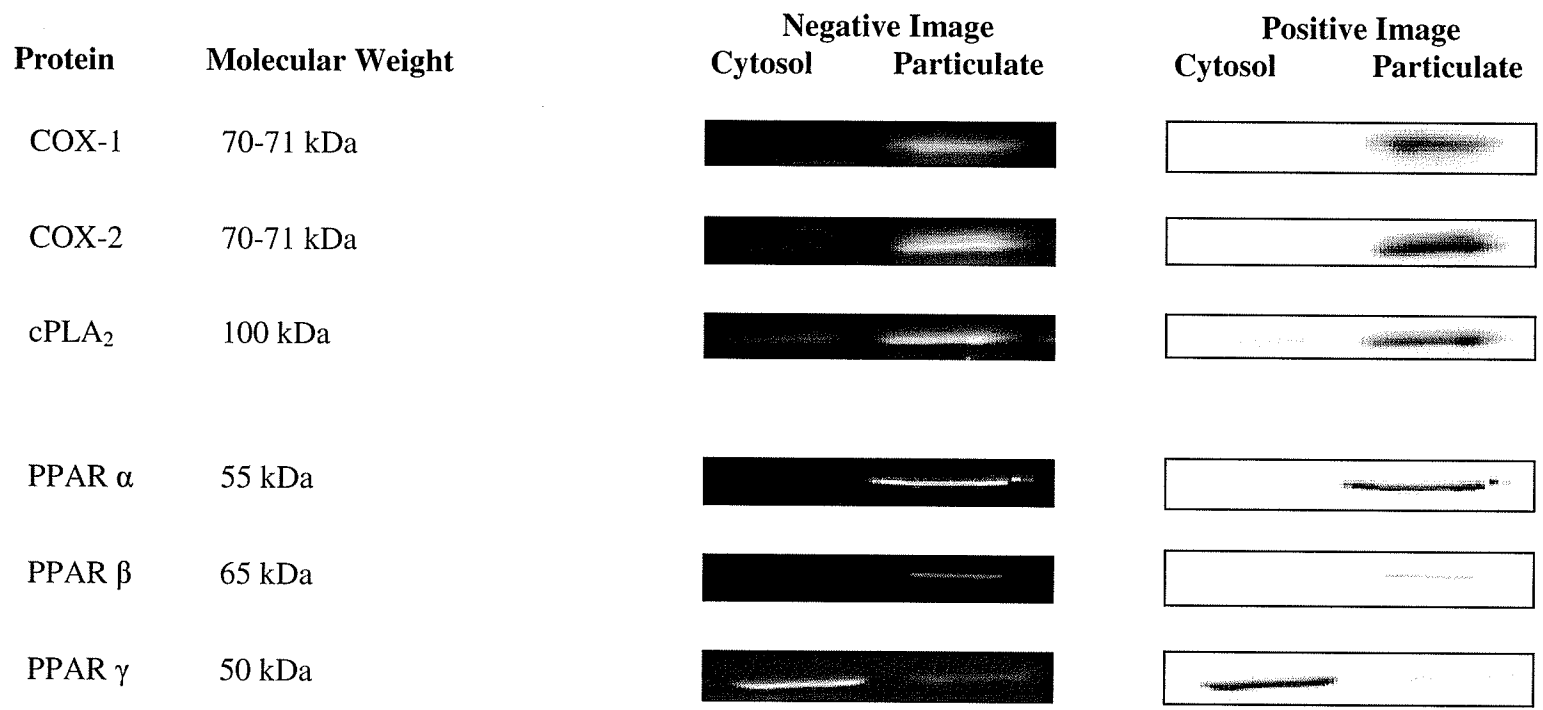 Negative Image Positive Image
Protein Molecular Weight Cytosol Particulate Cytosol Particulate
COX-1 70-71 kDa
COX-2 70-71 kDa
cPLA₂ 100 kDa
PPAR α 55 kDa
PPAR β 65 kDa
PPAR γ 50 kDa